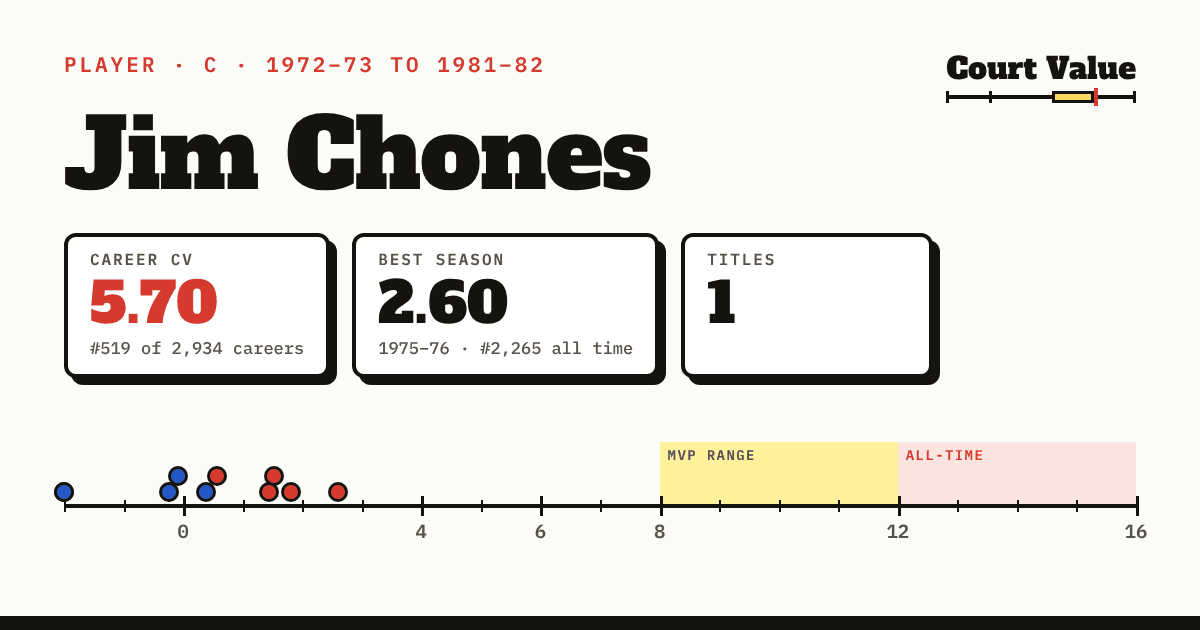 PLAYER · C · 1972–73 TO 1981–82
Court Value
Jim Chones
CAREER CV
5.70
#519 of 2,934 careers
BEST SEASON
2.60
1975–76 · #2,265 all time
TITLES
1
MVP RANGE
ALL-TIME
0 4 6 8 12 16